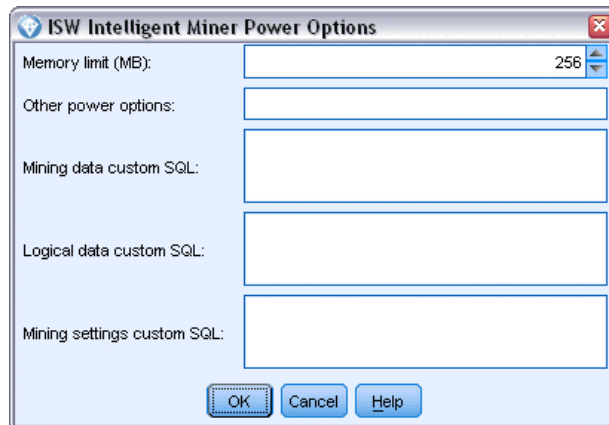 ISW Intelligent Miner Power Options
Memory limit (MB): 256
Other power options:
Mining data custom SQL:
Logical data custom SQL:
Mining settings custom SQL:
OK Cancel Help